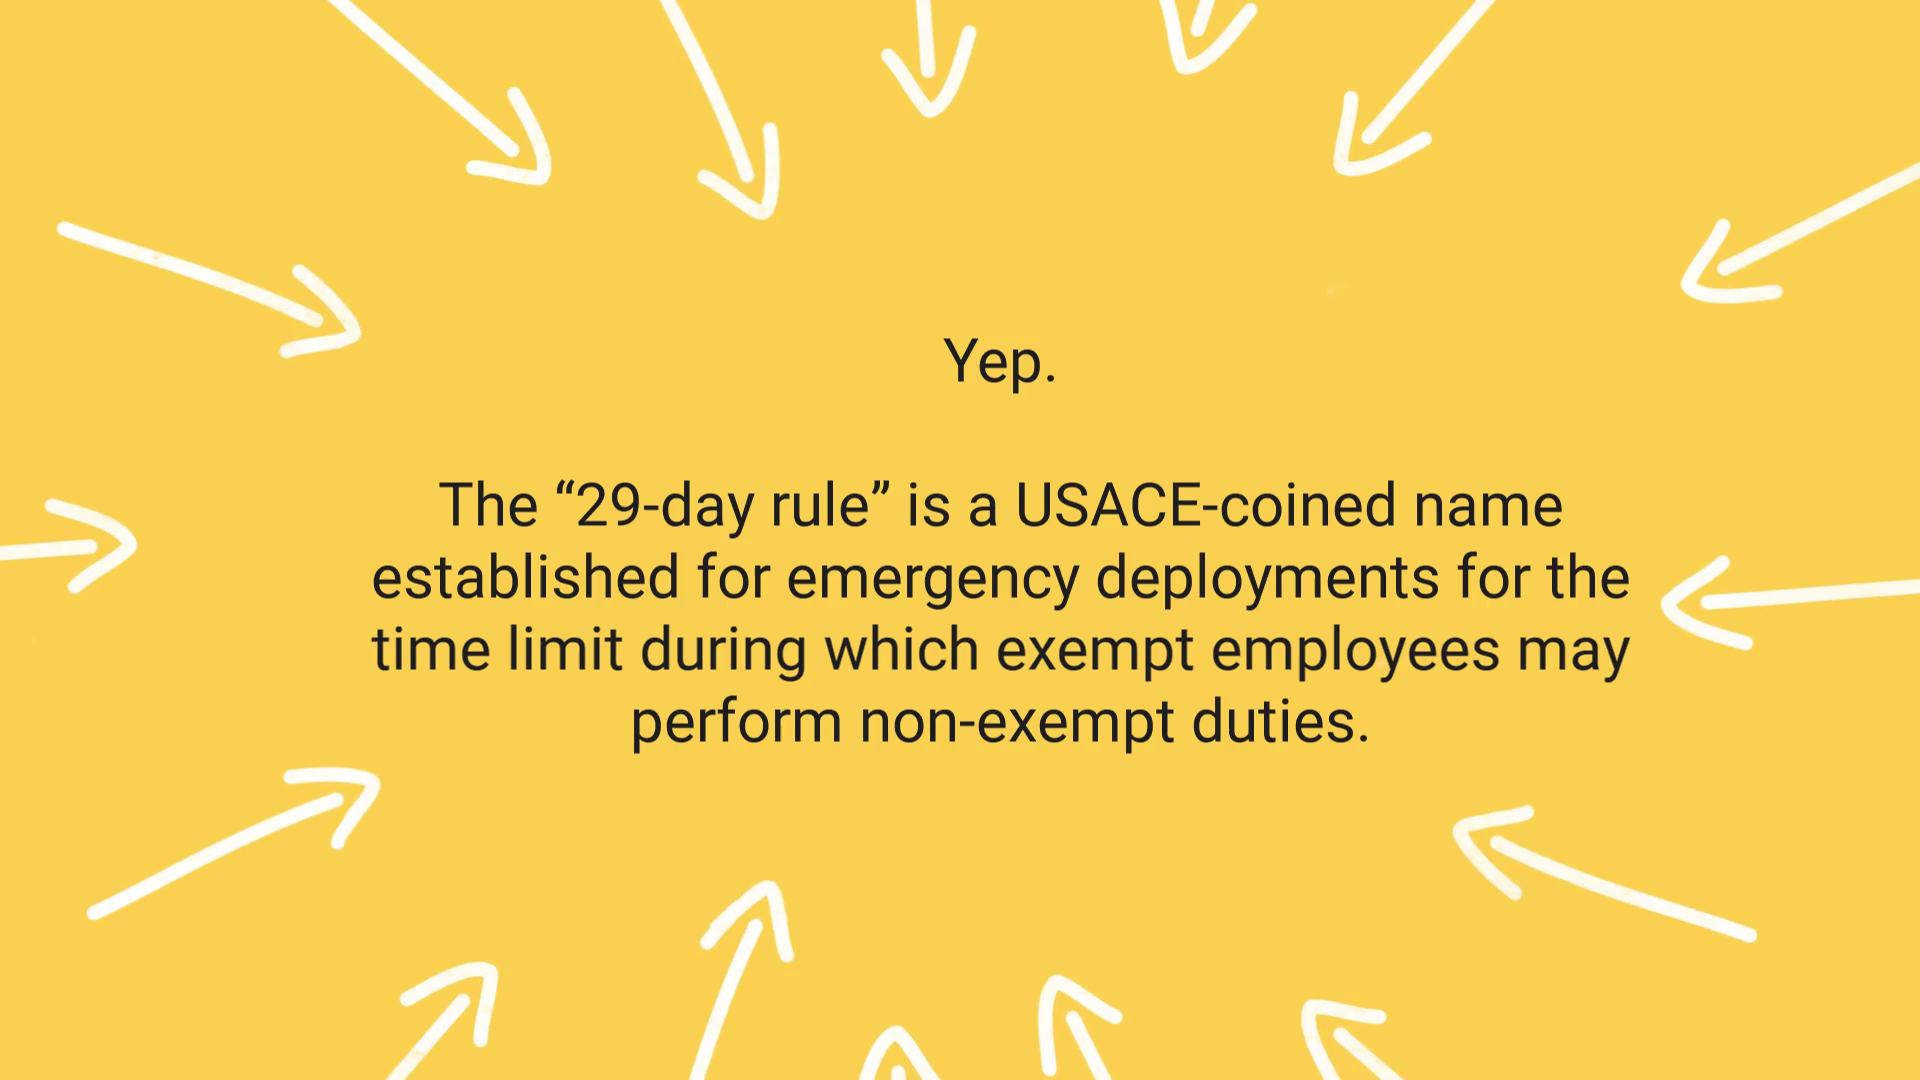 Yep.
The “29-day rule” is a USACE-coined name
established for emergency deployments for the
time limit during which exempt employees may
perform non-exempt duties.